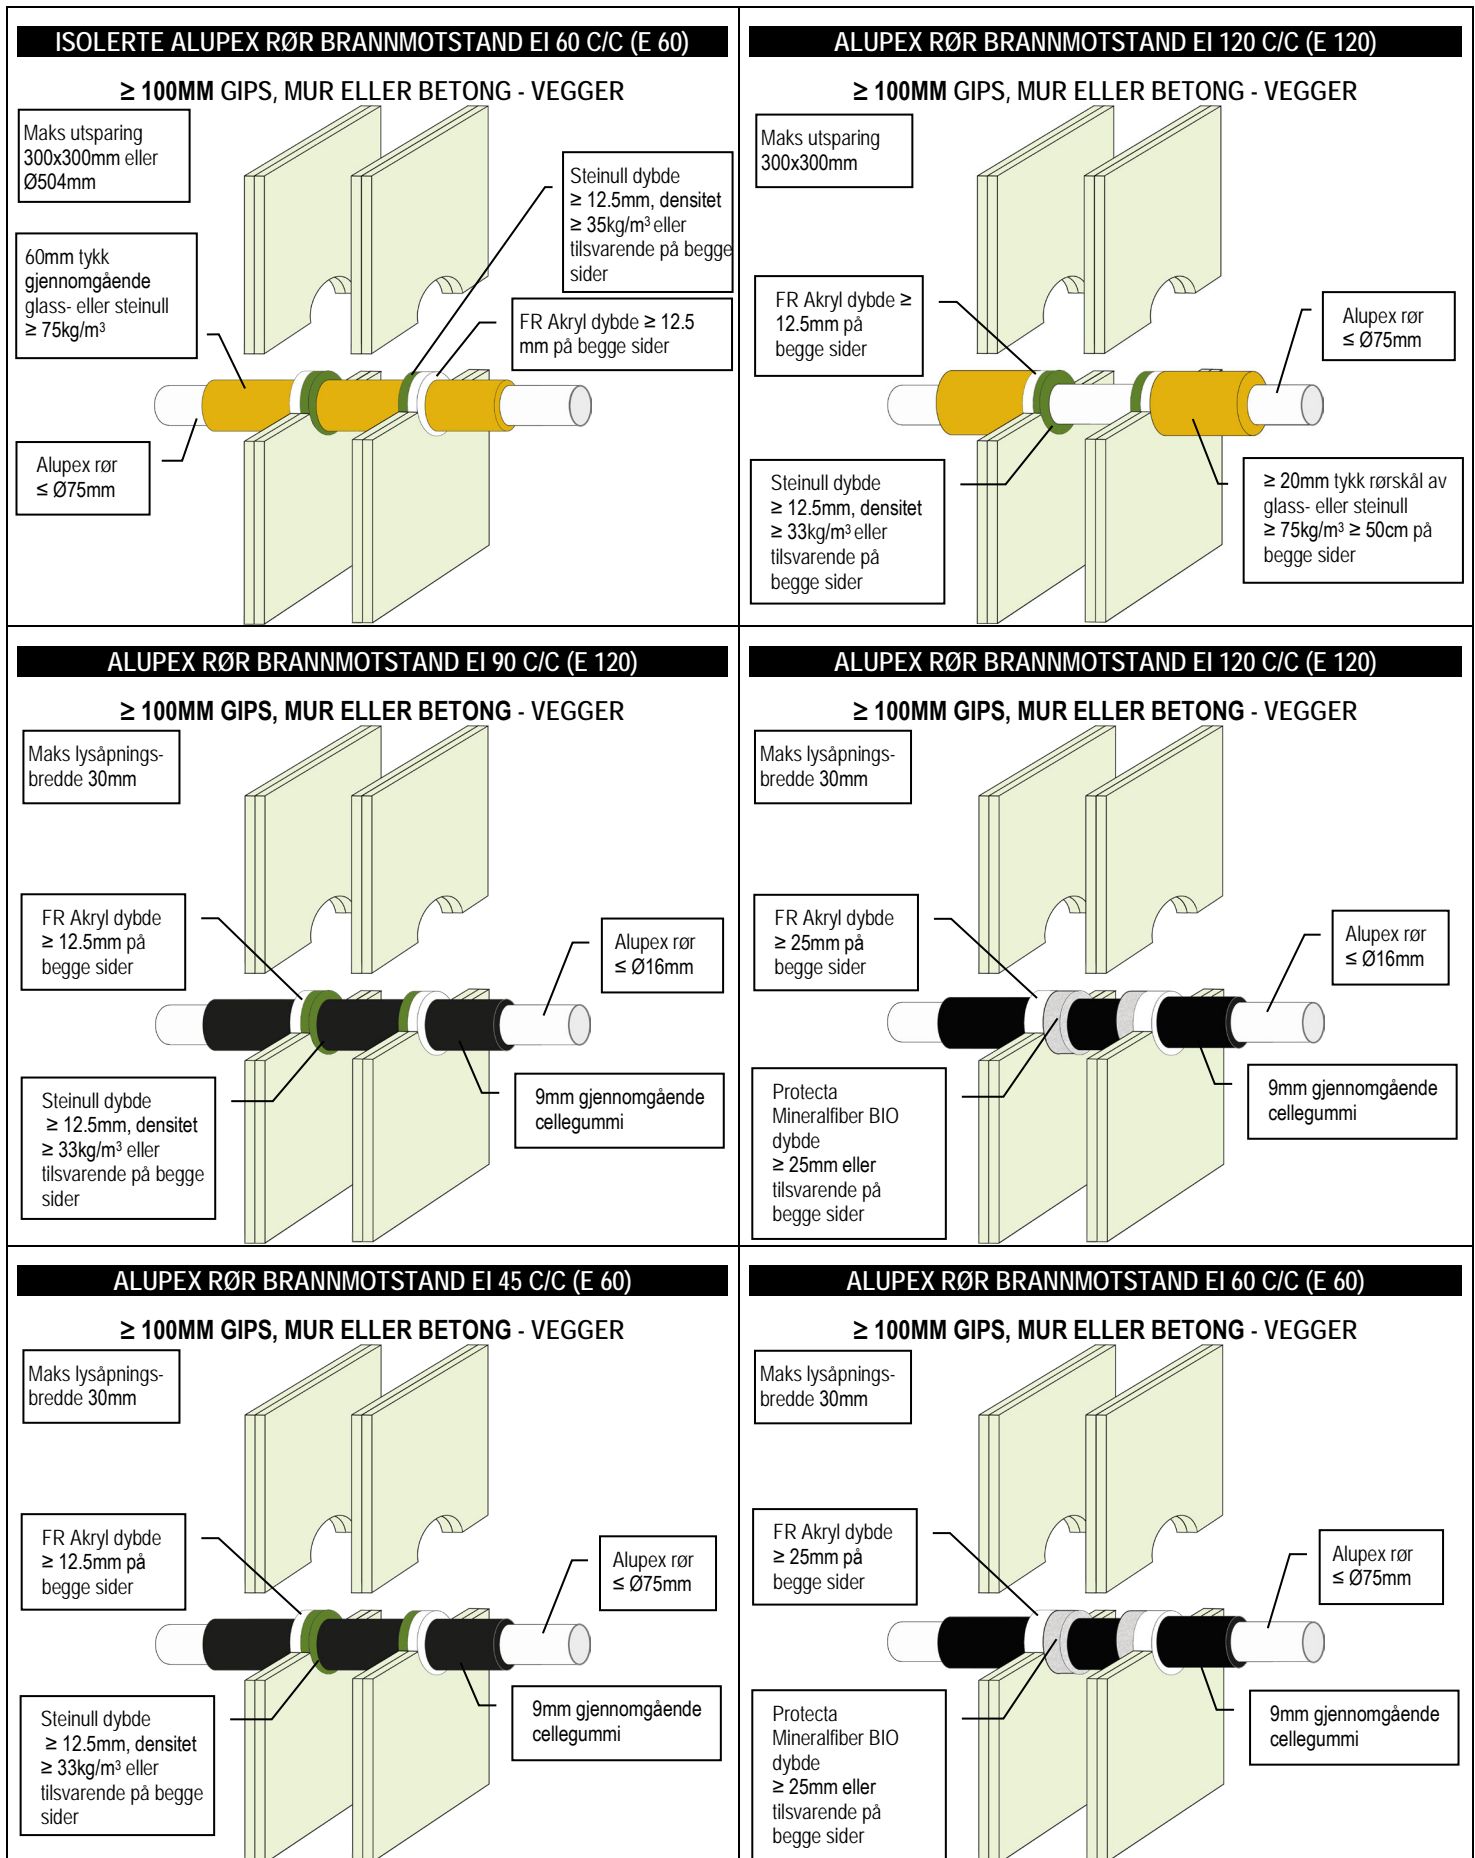 ISOLERTE ALUPEX RØR BRANNMOTSTAND EI 60 C/C (E 60)
≥ 100MM GIPS, MUR ELLER BETONG - VEGGER
Maks utsparing
300x300mm eller
Ø504mm
Steinull dybde
≥ 12.5mm, densitet
≥ 35kg/m³ eller
tilsvarende på begge
sider
60mm tykk
gjennomgående
glass- eller steinull
≥ 75kg/m³
FR Akryl dybde ≥ 12.5
mm på begge sider
Alupex rør
≤ Ø75mm
ALUPEX RØR BRANNMOTSTAND EI 120 C/C (E 120)
≥ 100MM GIPS, MUR ELLER BETONG - VEGGER
Maks utsparing
300x300mm
FR Akryl dybde ≥
12.5mm på
begge sider
Alupex rør
≤ Ø75mm
Steinull dybde
≥ 12.5mm, densitet
≥ 33kg/m³ eller
tilsvarende på
begge sider
≥ 20mm tykk rørskål av
glass- eller steinull
≥ 75kg/m³ ≥ 50cm på
begge sider
ALUPEX RØR BRANNMOTSTAND EI 90 C/C (E 120)
≥ 100MM GIPS, MUR ELLER BETONG - VEGGER
Maks lysåpnings-
bredde 30mm
FR Akryl dybde
≥ 12.5mm på
begge sider
Alupex rør
≤ Ø16mm
Steinull dybde
≥ 12.5mm, densitet
≥ 33kg/m³ eller
tilsvarende på begge
sider
9mm gjennomgående
cellegummi
ALUPEX RØR BRANNMOTSTAND EI 120 C/C (E 120)
≥ 100MM GIPS, MUR ELLER BETONG - VEGGER
Maks lysåpnings-
bredde 30mm
FR Akryl dybde
≥ 25mm på
begge sider
Alupex rør
≤ Ø16mm
Protecta
Mineralfiber BIO
dybde
≥ 25mm eller
tilsvarende på
begge sider
9mm gjennomgående
cellegummi
ALUPEX RØR BRANNMOTSTAND EI 45 C/C (E 60)
≥ 100MM GIPS, MUR ELLER BETONG - VEGGER
Maks lysåpnings-
bredde 30mm
FR Akryl dybde
≥ 12.5mm på
begge sider
Alupex rør
≤ Ø75mm
Steinull dybde
≥ 12.5mm, densitet
≥ 33kg/m³ eller
tilsvarende på begge
sider
9mm gjennomgående
cellegummi
ALUPEX RØR BRANNMOTSTAND EI 60 C/C (E 60)
≥ 100MM GIPS, MUR ELLER BETONG - VEGGER
Maks lysåpnings-
bredde 30mm
FR Akryl dybde
≥ 25mm på
begge sider
Alupex rør
≤ Ø75mm
Protecta
Mineralfiber BIO
dybde
≥ 25mm eller
tilsvarende på
begge sider
9mm gjennomgående
cellegummi